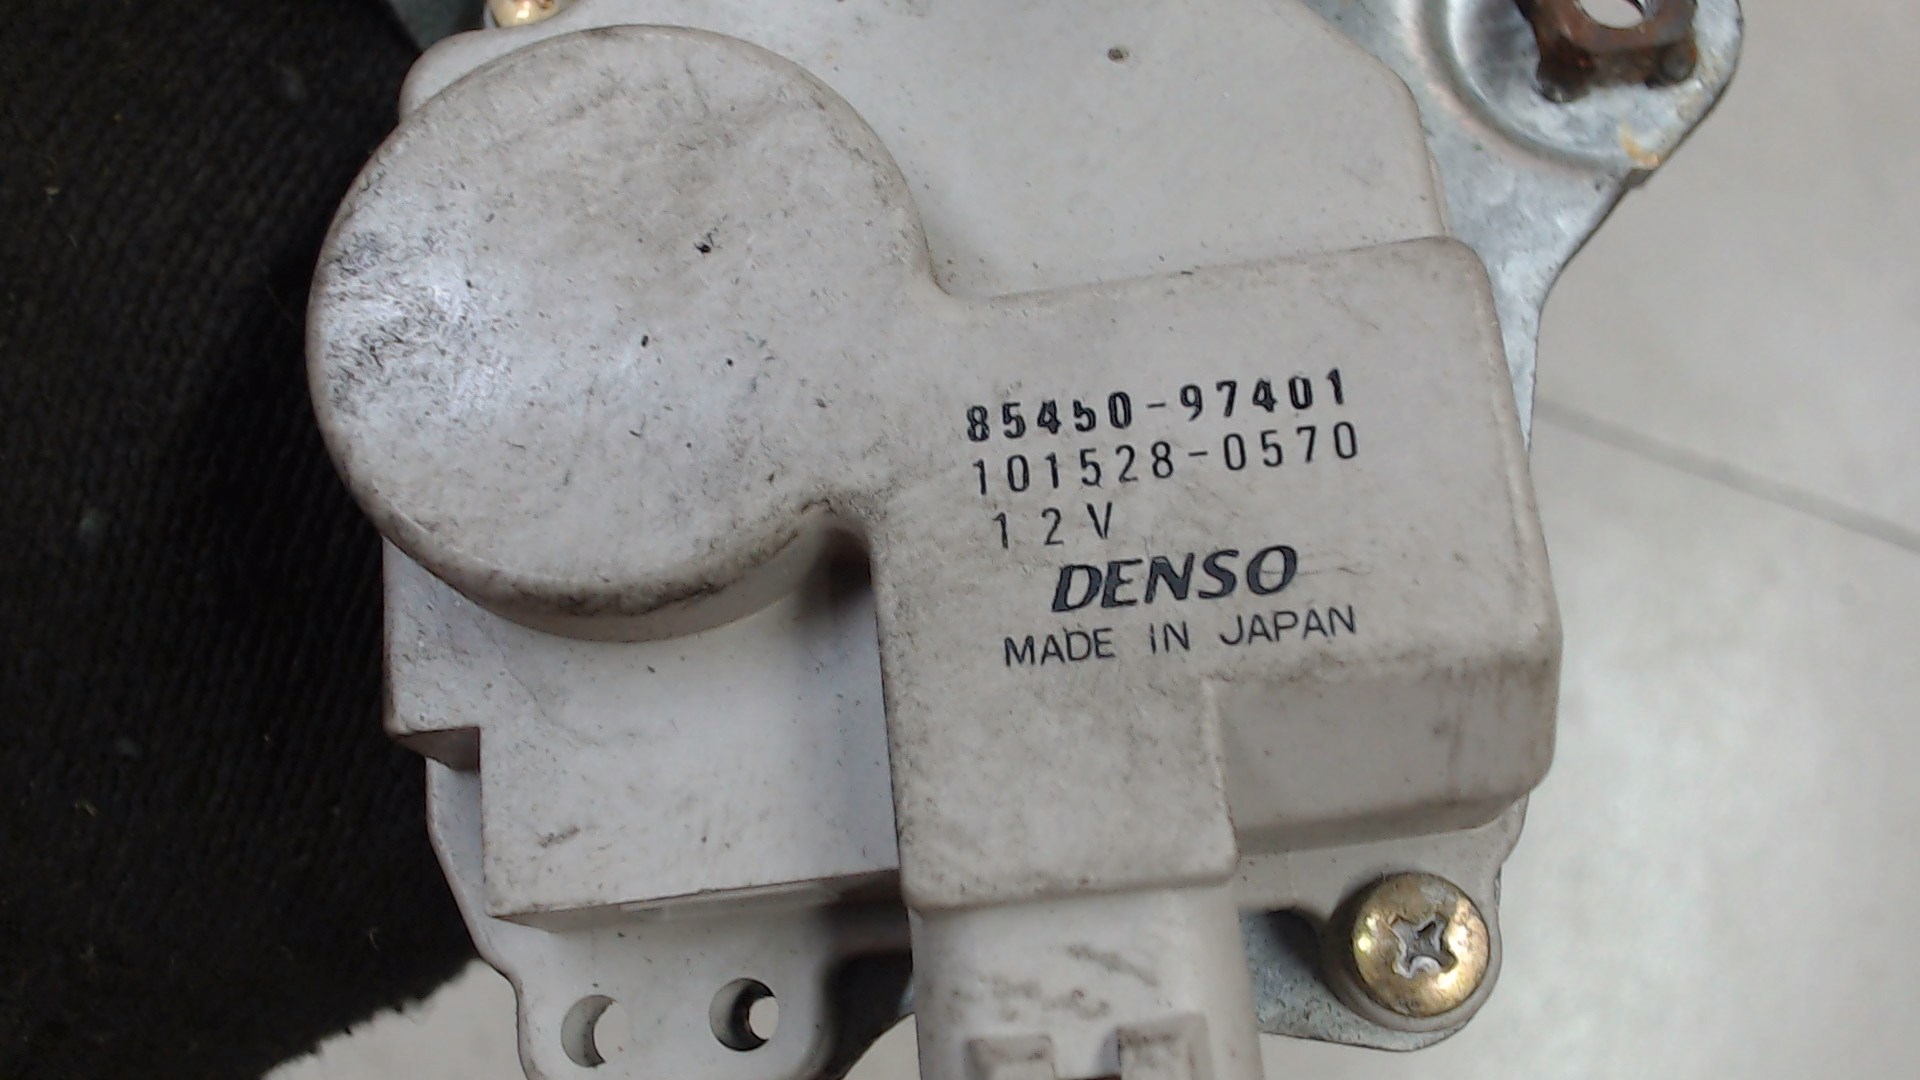 85450-97401
101528-0570
12V
DENSO
MADE IN JAPAN